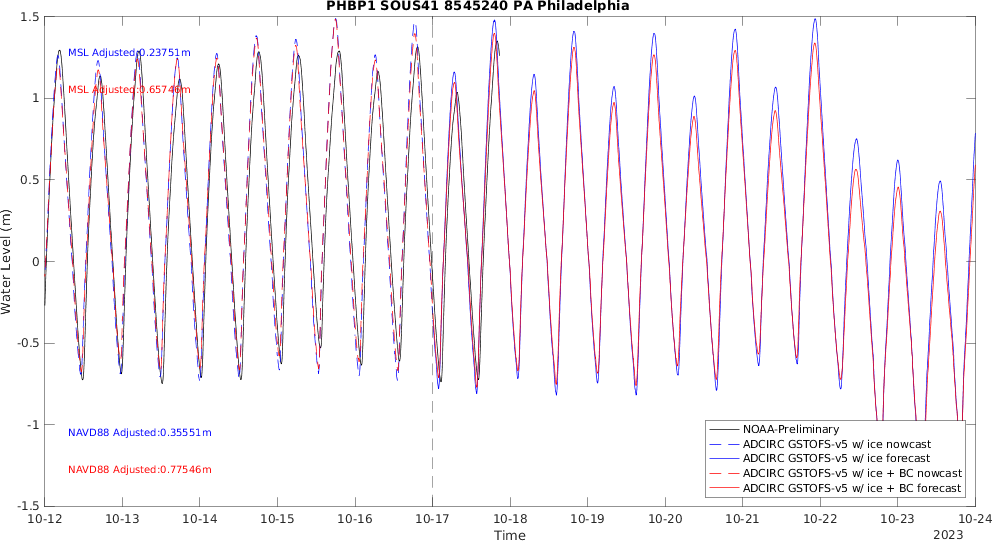 PHBP1 SOUS41 8545240 PA Philadelphia
1.5
1
0.5
0
-0.5
-1
-1.5
Water Level (m)
MSL Adjusted:0.23751m
MSL Adjusted:0.65746m
NAVD88 Adjusted:0.35551m
NAVD88 Adjusted:0.77546m
NOAA-Preliminary
ADCIRC GSTOFS-v5 w/ ice nowcast
ADCIRC GSTOFS-v5 w/ ice forecast
ADCIRC GSTOFS-v5 w/ ice + BC nowcast
ADCIRC GSTOFS-v5 w/ ice + BC forecast
10-12 10-13 10-14 10-15 10-16 10-17 10-18 10-19 10-20 10-21 10-22 10-23 10-24
Time
2023